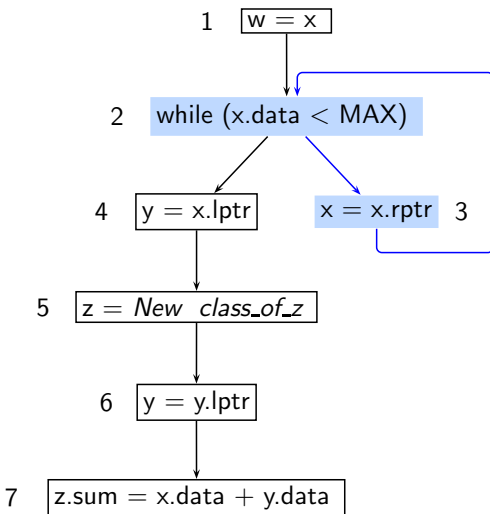 1 w = x
2 while (x.data < MAX)
4 y = x.lptr
x = x.rptr 3
5 z = New class_of_z
6 y = y.lptr
7 z.sum = x.data + y.data